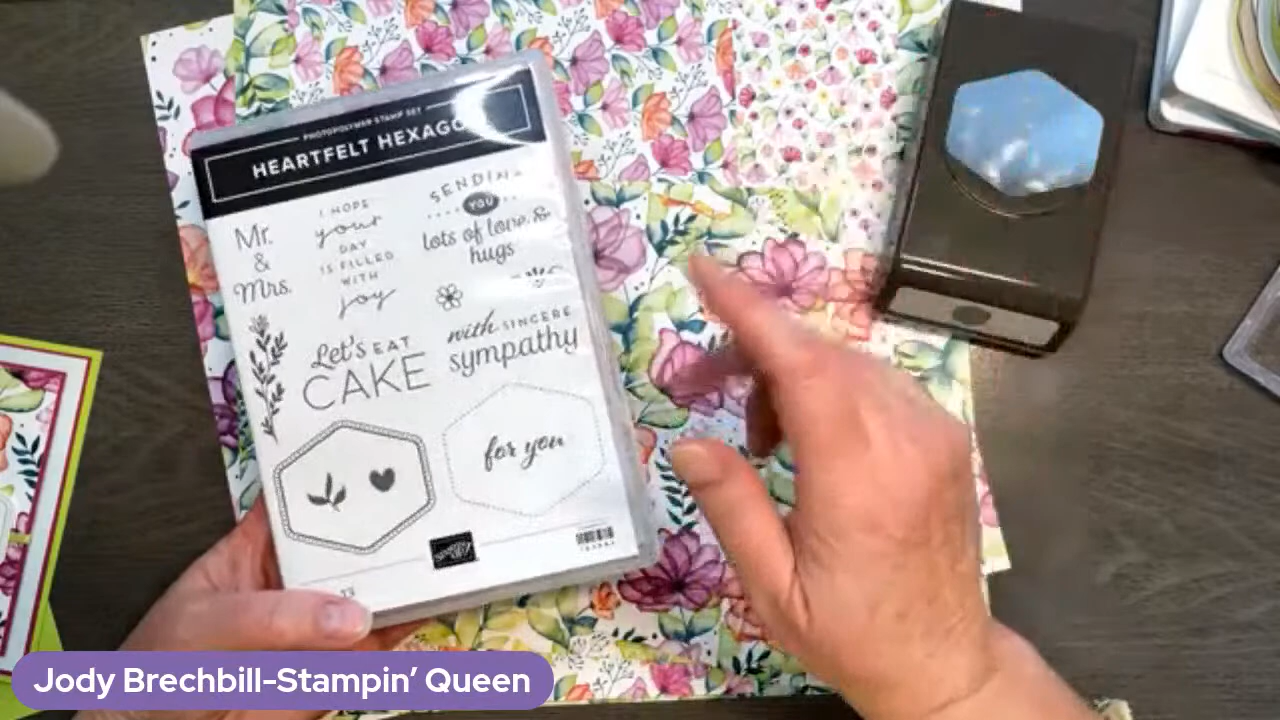 PHOTOPOLYMER STAMP SET
HEARTFELT HEXAGO
Mr.
&
Mrs.
I HOPE
your
DAY
IS FILLED
WITH
joy
SENDIN
YOU
lots of love &
hugs
Let's EAT
CAKE
with SINCERE
sympathy
for you
Jody Brechbill-Stampin' Queen